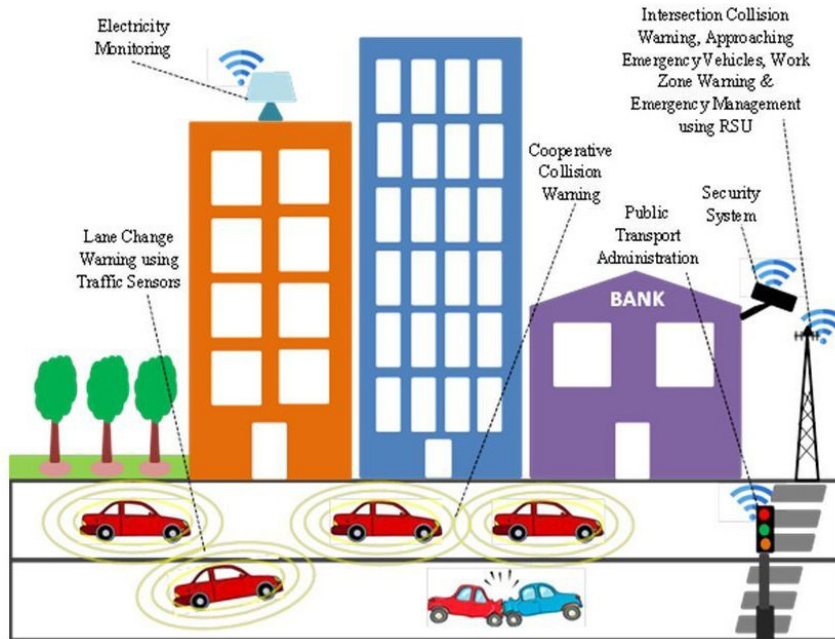 Electricity
Monitoring
Intersection Collision
Warning, Approaching
Emergency Vehicles, Work
Zone Warning &
Emergency Management
using RSU
Cooperative
Collision
Warning
Security
System
Public
Transport
Administration
Lane Change
Warning using
Traffic Sensors
BANK